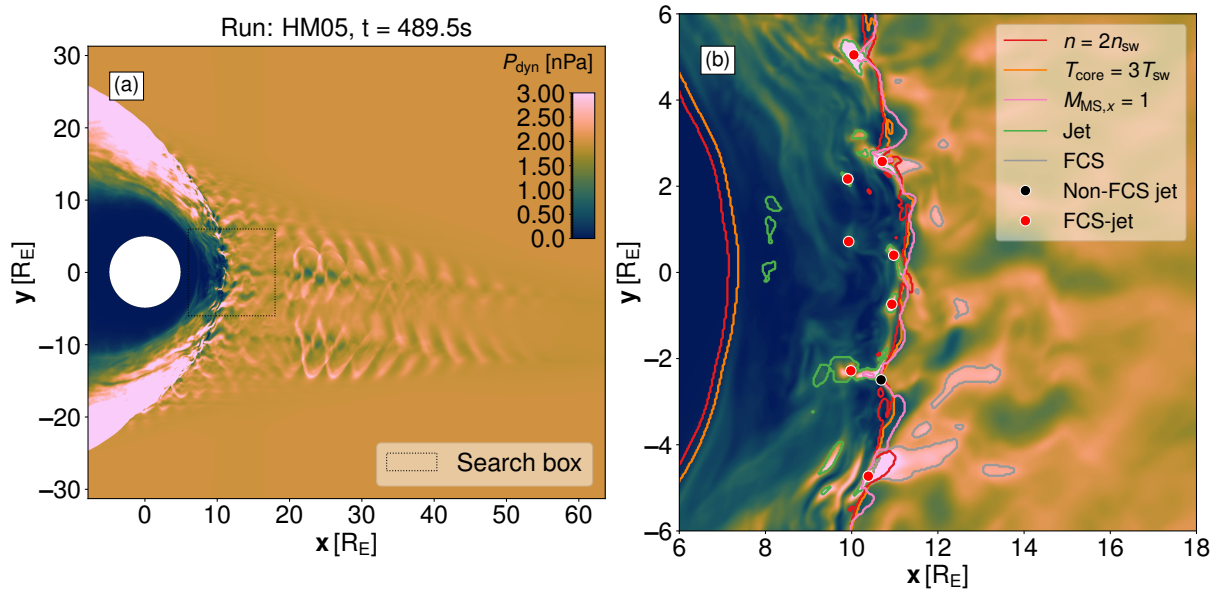 Run: HM05, t = 489.5s
(a)
P_dyn [nPa]
3.00
2.50
2.00
1.50
1.00
0.50
0.0
30
20
10
0
−10
−20
−30
y [R_E]
Search box
0 10 20 30 40 50 60
x [R_E]
(b)
n = 2n_sw
T_core = 3T_sw
M_MS,x = 1
Jet
FCS
Non-FCS jet
FCS-jet
6
4
2
0
−2
−4
−6
y [R_E]
6 8 10 12 14 16 18
x [R_E]